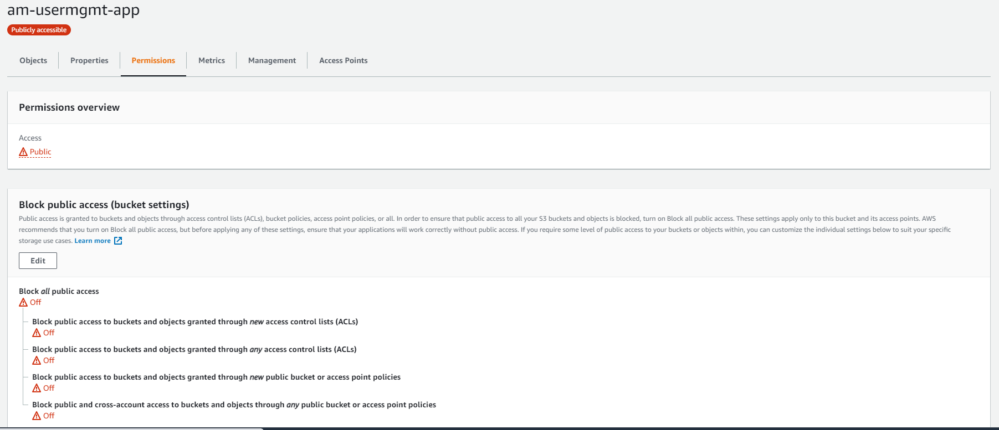 am-usermgmt-app
Publicly accessible
Objects
Properties
Permissions
Metrics
Management
Access Points
Permissions overview
Access
Public
Block public access (bucket settings)
Public access is granted to buckets and objects through access control lists (ACLs), bucket policies, access point policies, or all. In order to ensure that public access to all your S3 buckets and objects is blocked, turn on Block all public access. These settings apply only to this bucket and its access points. AWS
recommends that you turn on Block all public access, but before applying any of these settings, ensure that your applications will work correctly without public access. If you require some level of public access to your buckets or objects within, you can customize the individual settings below to suit your specific
storage use cases. Learn more
Edit
Block all public access
Off
Block public access to buckets and objects granted through new access control lists (ACLs)
Off
Block public access to buckets and objects granted through any access control lists (ACLs)
Off
Block public access to buckets and objects granted through new public bucket or access point policies
Off
Block public and cross-account access to buckets and objects through any public bucket or access point policies
Off